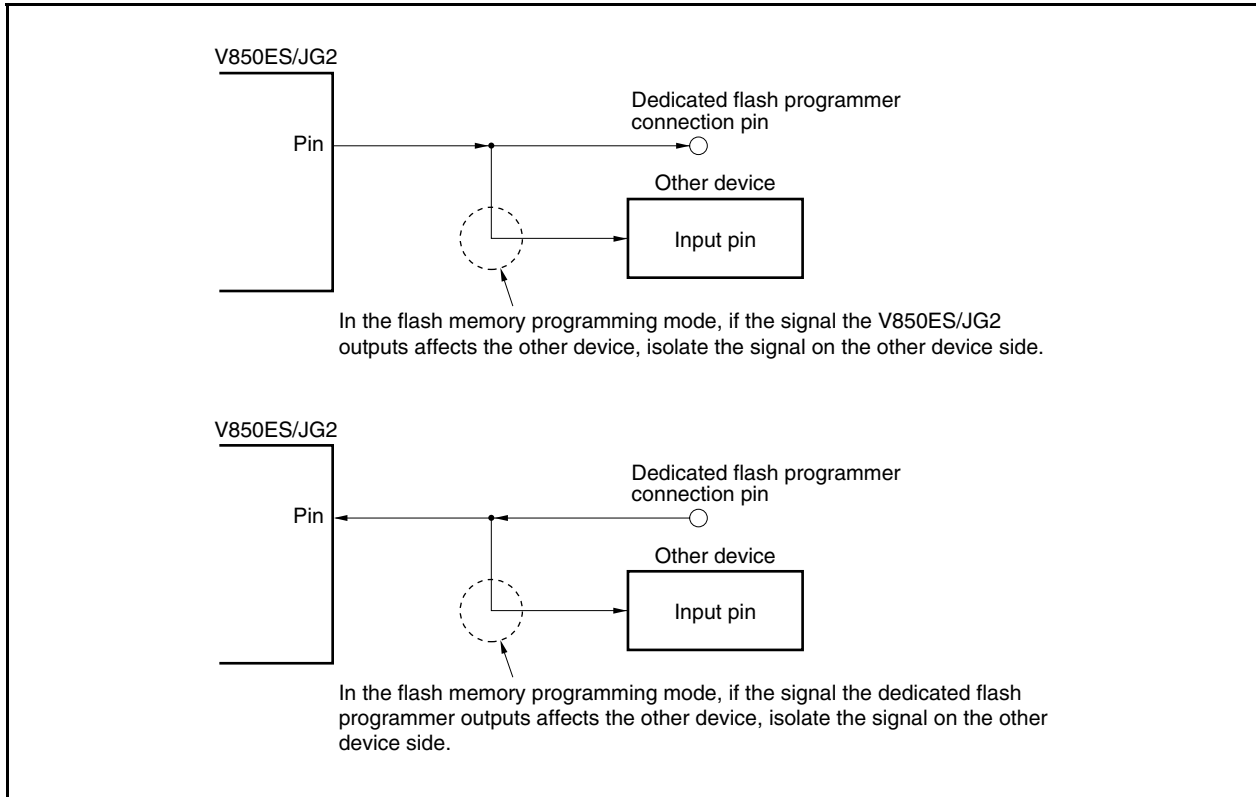 V850ES/JG2
Dedicated flash programmer
connection pin
Pin
Other device
Input pin
In the flash memory programming mode, if the signal the V850ES/JG2
outputs affects the other device, isolate the signal on the other device side.
V850ES/JG2
Dedicated flash programmer
connection pin
Pin
Other device
Input pin
In the flash memory programming mode, if the signal the dedicated flash
programmer outputs affects the other device, isolate the signal on the other
device side.